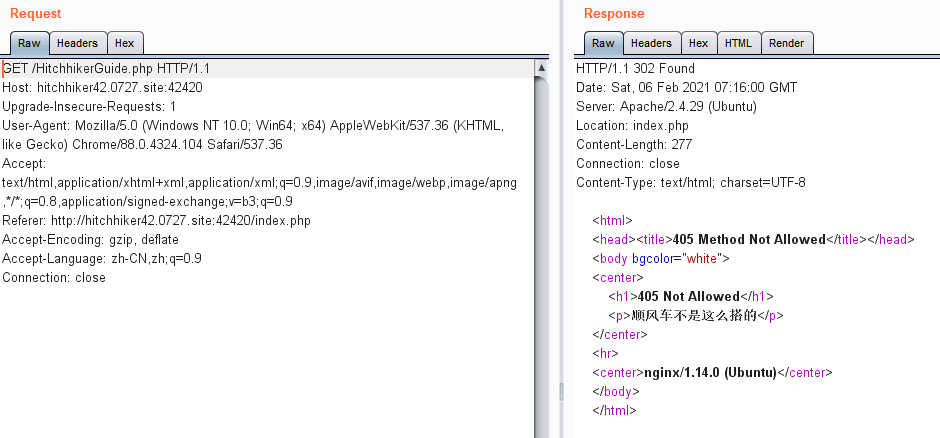 Request
Raw Headers Hex
GET /HitchhikerGuide.php HTTP/1.1
Host: hitchhiker42.0727.site:42420
Upgrade-Insecure-Requests: 1
User-Agent: Mozilla/5.0 (Windows NT 10.0; Win64; x64) AppleWebKit/537.36 (KHTML,
like Gecko) Chrome/88.0.4324.104 Safari/537.36
Accept:
text/html,application/xhtml+xml,application/xml;q=0.9,image/avif,image/webp,image/apng
,*/*;q=0.8,application/signed-exchange;v=b3;q=0.9
Referer: http://hitchhiker42.0727.site:42420/index.php
Accept-Encoding: gzip, deflate
Accept-Language: zh-CN,zh;q=0.9
Connection: close
Response
Raw Headers Hex HTML Render
HTTP/1.1 302 Found
Date: Sat, 06 Feb 2021 07:16:00 GMT
Server: Apache/2.4.29 (Ubuntu)
Location: index.php
Content-Length: 277
Connection: close
Content-Type: text/html; charset=UTF-8
<html>
<head><title>405 Method Not Allowed</title></head>
<body bgcolor="white">
<center>
<h1>405 Not Allowed</h1>
<p>顺风车不是这么搭的</p>
</center>
<hr>
<center>nginx/1.14.0 (Ubuntu)</center>
</body>
</html>